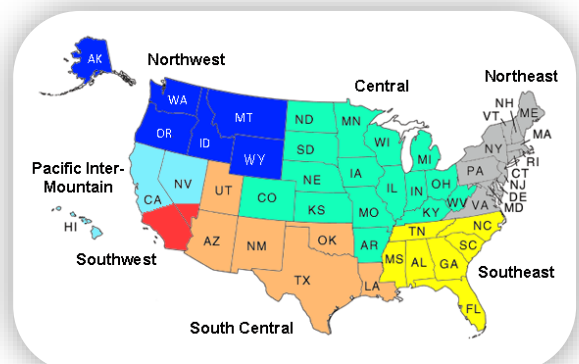 AK
Northwest
Central
Northeast
WA
MT
ND
MN
NH
VT
ME
OR
ID
SD
WI
NY
MA
WY
MI
RI
Pacific Inter-
Mountain
NE
IA
PA
CT
NJ
NV
UT
IL
IN
OH
DE
CA
CO
WV
VA
MD
KS
MO
KY
HI
OK
TN
NC
AZ
NM
AR
SC
Southwest
MS
AL
GA
Southeast
TX
LA
FL
South Central